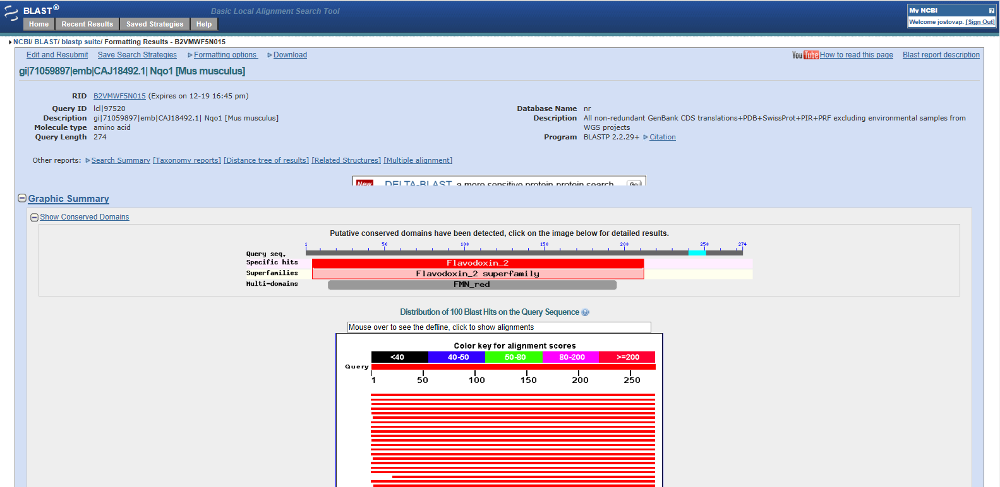 BLAST®
Basic Local Alignment Search Tool
Home Recent Results Saved Strategies Help
My NCBI ?
Welcome jostovap. [Sign Out]
NCBI/ BLAST/ blastp suite/ Formatting Results - B2VMWF5N015
Edit and Resubmit Save Search Strategies Formatting options Download
YouTube How to read this page Blast report description
gi|71059897|emb|CAJ18492.1| Nqo1 [Mus musculus]
RID B2VMWF5N015 (Expires on 12-19 16:45 pm)
Query ID lcl|97520
Description gi|71059897|emb|CAJ18492.1| Nqo1 [Mus musculus]
Molecule type amino acid
Query Length 274
Database Name nr
Description All non-redundant GenBank CDS translations+PDB+SwissProt+PIR+PRF excluding environmental samples from
WGS projects
Program BLASTP 2.2.29+ Citation
Other reports: Search Summary [Taxonomy reports] [Distance tree of results] [Related Structures] [Multiple alignment]
New DELTA-BLAST, a more sensitive protein-protein search Go
Graphic Summary
Show Conserved Domains
Putative conserved domains have been detected, click on the image below for detailed results.
1 50 100 150 200 250 274
Query seq.
Specific hits Flavodoxin_2
Superfamilies Flavodoxin_2 superfamily
Multi-domains FMN_red
Distribution of 100 Blast Hits on the Query Sequence ?
Mouse over to see the defline, click to show alignments
Color key for alignment scores
<40 40-50 50-80 80-200 >=200
Query
1 50 100 150 200 250